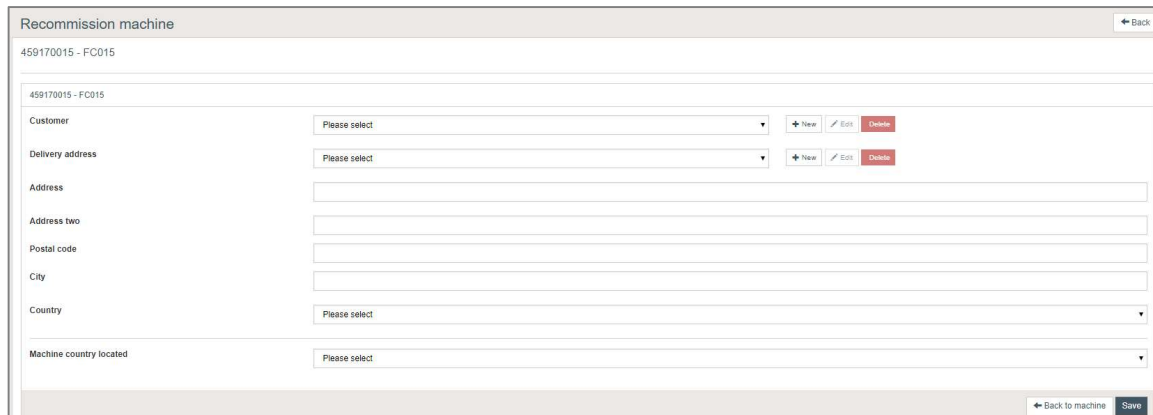 Recommission machine
Back
459170015 - FC015
459170015 - FC015
Customer Please select New Edit Delete
Delivery address Please select New Edit Delete
Address
Address two
Postal code
City
Country Please select
Machine country located Please select
Back to machine Save